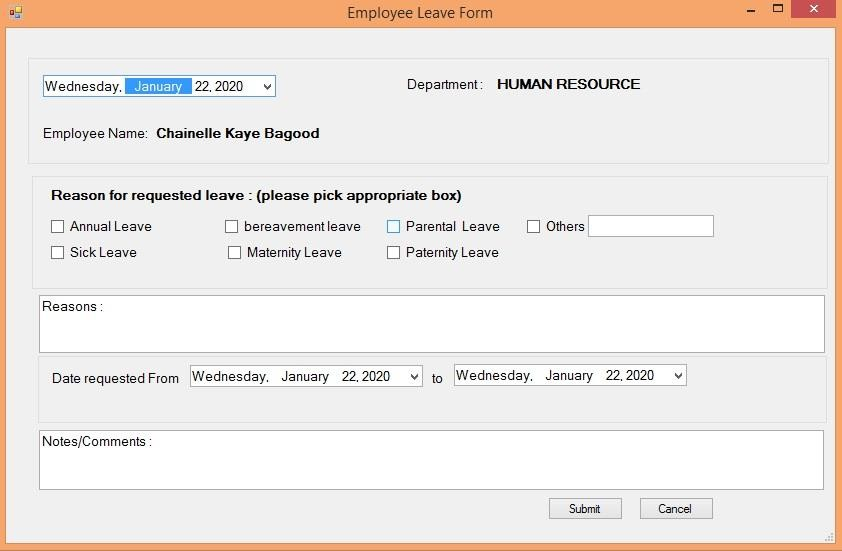 Employee Leave Form
Wednesday, January 22, 2020
Department : HUMAN RESOURCE
Employee Name: Chainelle Kaye Bagood
Reason for requested leave : (please pick appropriate box)
Annual Leave bereavement leave Parental Leave Others
Sick Leave Maternity Leave Paternity Leave
Reasons :
Date requested From Wednesday, January 22, 2020 to Wednesday, January 22, 2020
Notes/Comments :
Submit Cancel